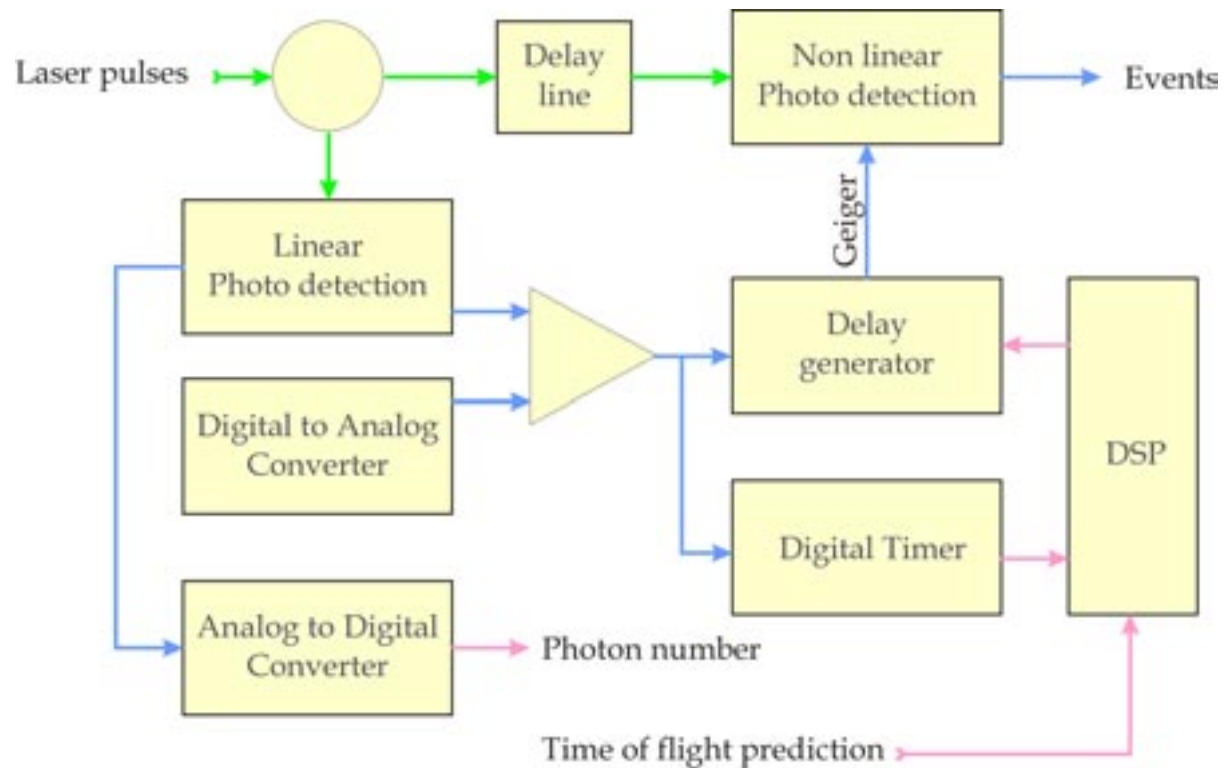 Laser pulses
Delay
line
Non linear
Photo detection
Events
Geiger
Linear
Photo detection
Delay
generator
Digital to Analog
Converter
DSP
Digital Timer
Analog to Digital
Converter
Photon number
Time of flight prediction